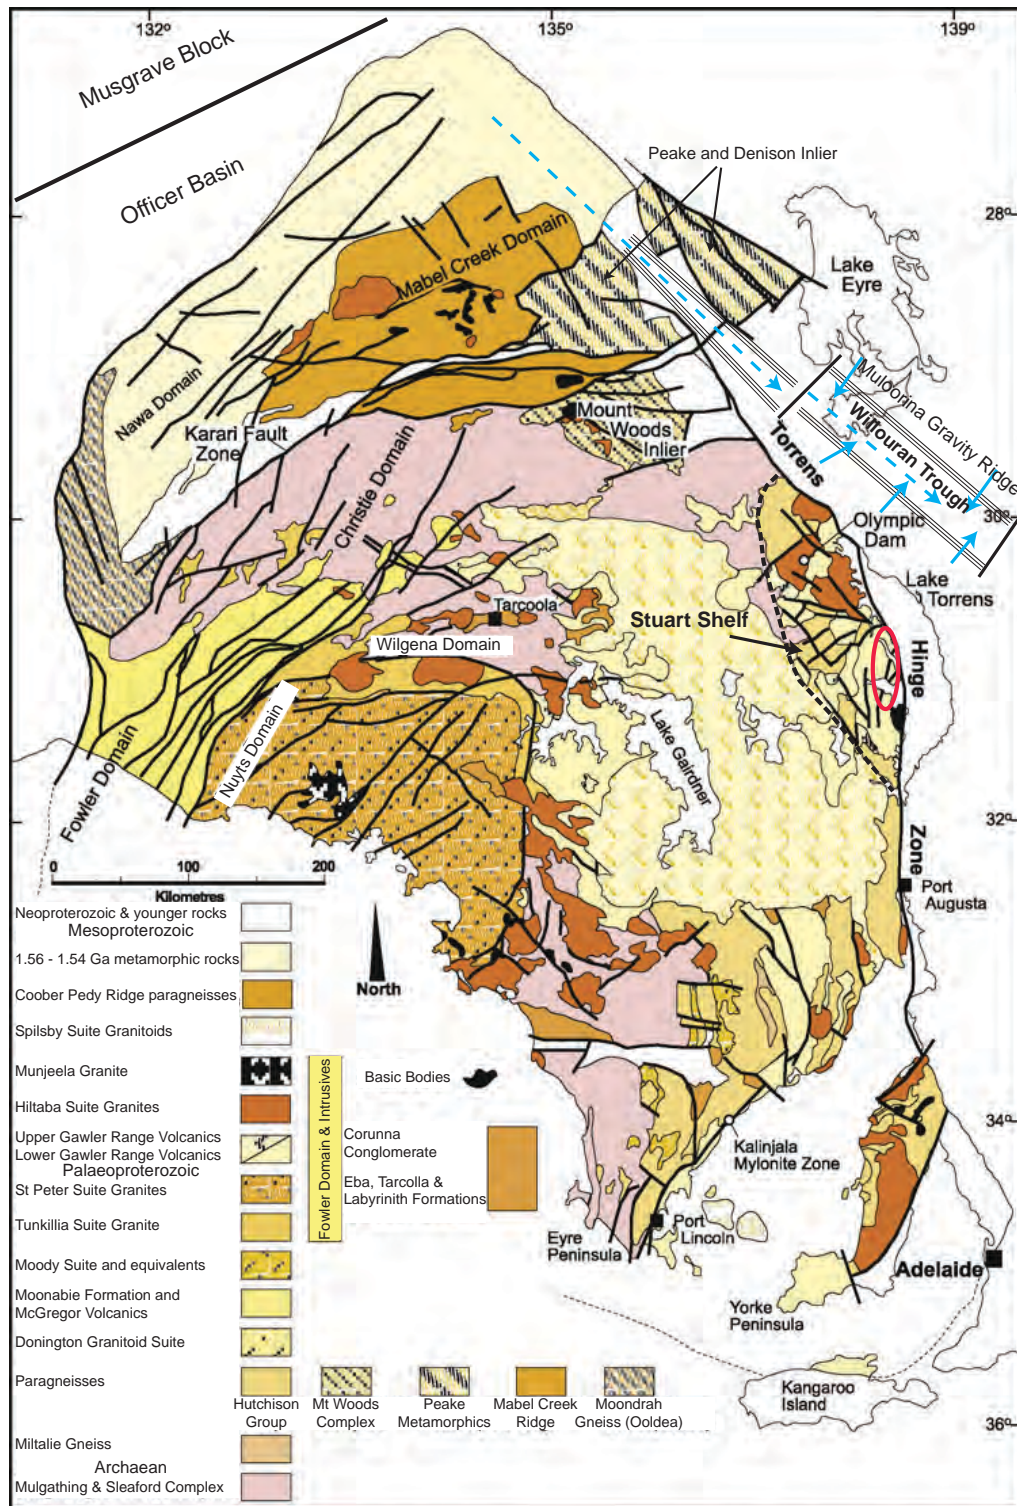 132º
135º
139º
Musgrave Block
Officer Basin
Peake and Denison Inlier
28º
Lake
Eyre
Mabel Creek Domain
Nawa Domain
Karari Fault
Zone
Mount
Woods
Inlier
Christie Domain
Torrens
Muloorina Gravity Ridge
Willouran Trough
30º
Olympic
Dam
Lake
Torrens
Tarcoola
Stuart Shelf
Wilgena Domain
Hinge
Nuyts Domain
Lake Gairdner
Fowler Domain
32º
Zone
0
100
200
Kilometres
Port
Augusta
North
Neoproterozoic & younger rocks
Mesoproterozoic
1.56 - 1.54 Ga metamorphic rocks
Coober Pedy Ridge paragneisses
Spilsby Suite Granitoids
Munjeela Granite
Hiltaba Suite Granites
Upper Gawler Range Volcanics
Lower Gawler Range Volcanics
Palaeoproterozoic
St Peter Suite Granites
Tunkillia Suite Granite
Moody Suite and equivalents
Moonabie Formation and
McGregor Volcanics
Donington Granitoid Suite
Paragneisses
Fowler Domain & Intrusives
Basic Bodies
Corunna
Conglomerate
Eba, Tarcolla &
Labyrinith Formations
34º
Kalinjala
Mylonite Zone
Eyre
Peninsula
Port
Lincoln
Adelaide
Yorke
Peninsula
Kangaroo
Island
36º
Hutchison
Group
Mt Woods
Complex
Peake
Metamorphics
Mabel Creek
Ridge
Moondrah
Gneiss (Ooldea)
Miltalie Gneiss
Archaean
Mulgathing & Sleaford Complex